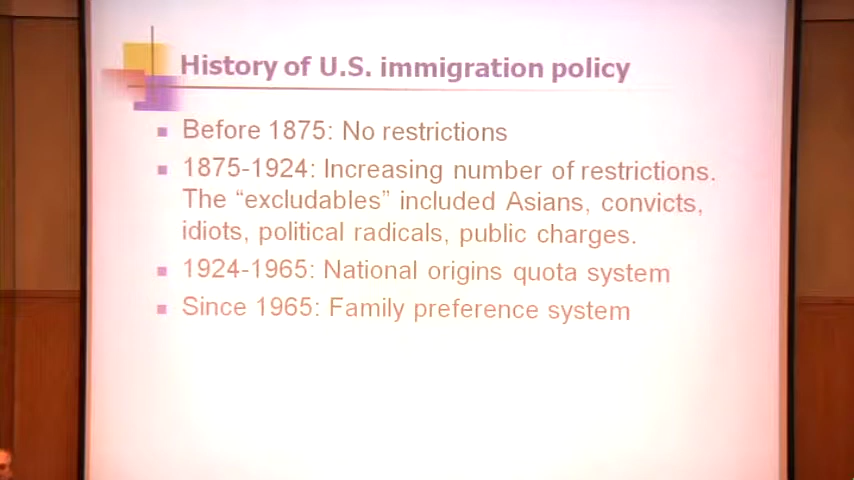 History of U.S. immigration policy
Before 1875: No restrictions
1875-1924: Increasing number of restrictions.
The “excludables” included Asians, convicts,
idiots, political radicals, public charges.
1924-1965: National origins quota system
Since 1965: Family preference system